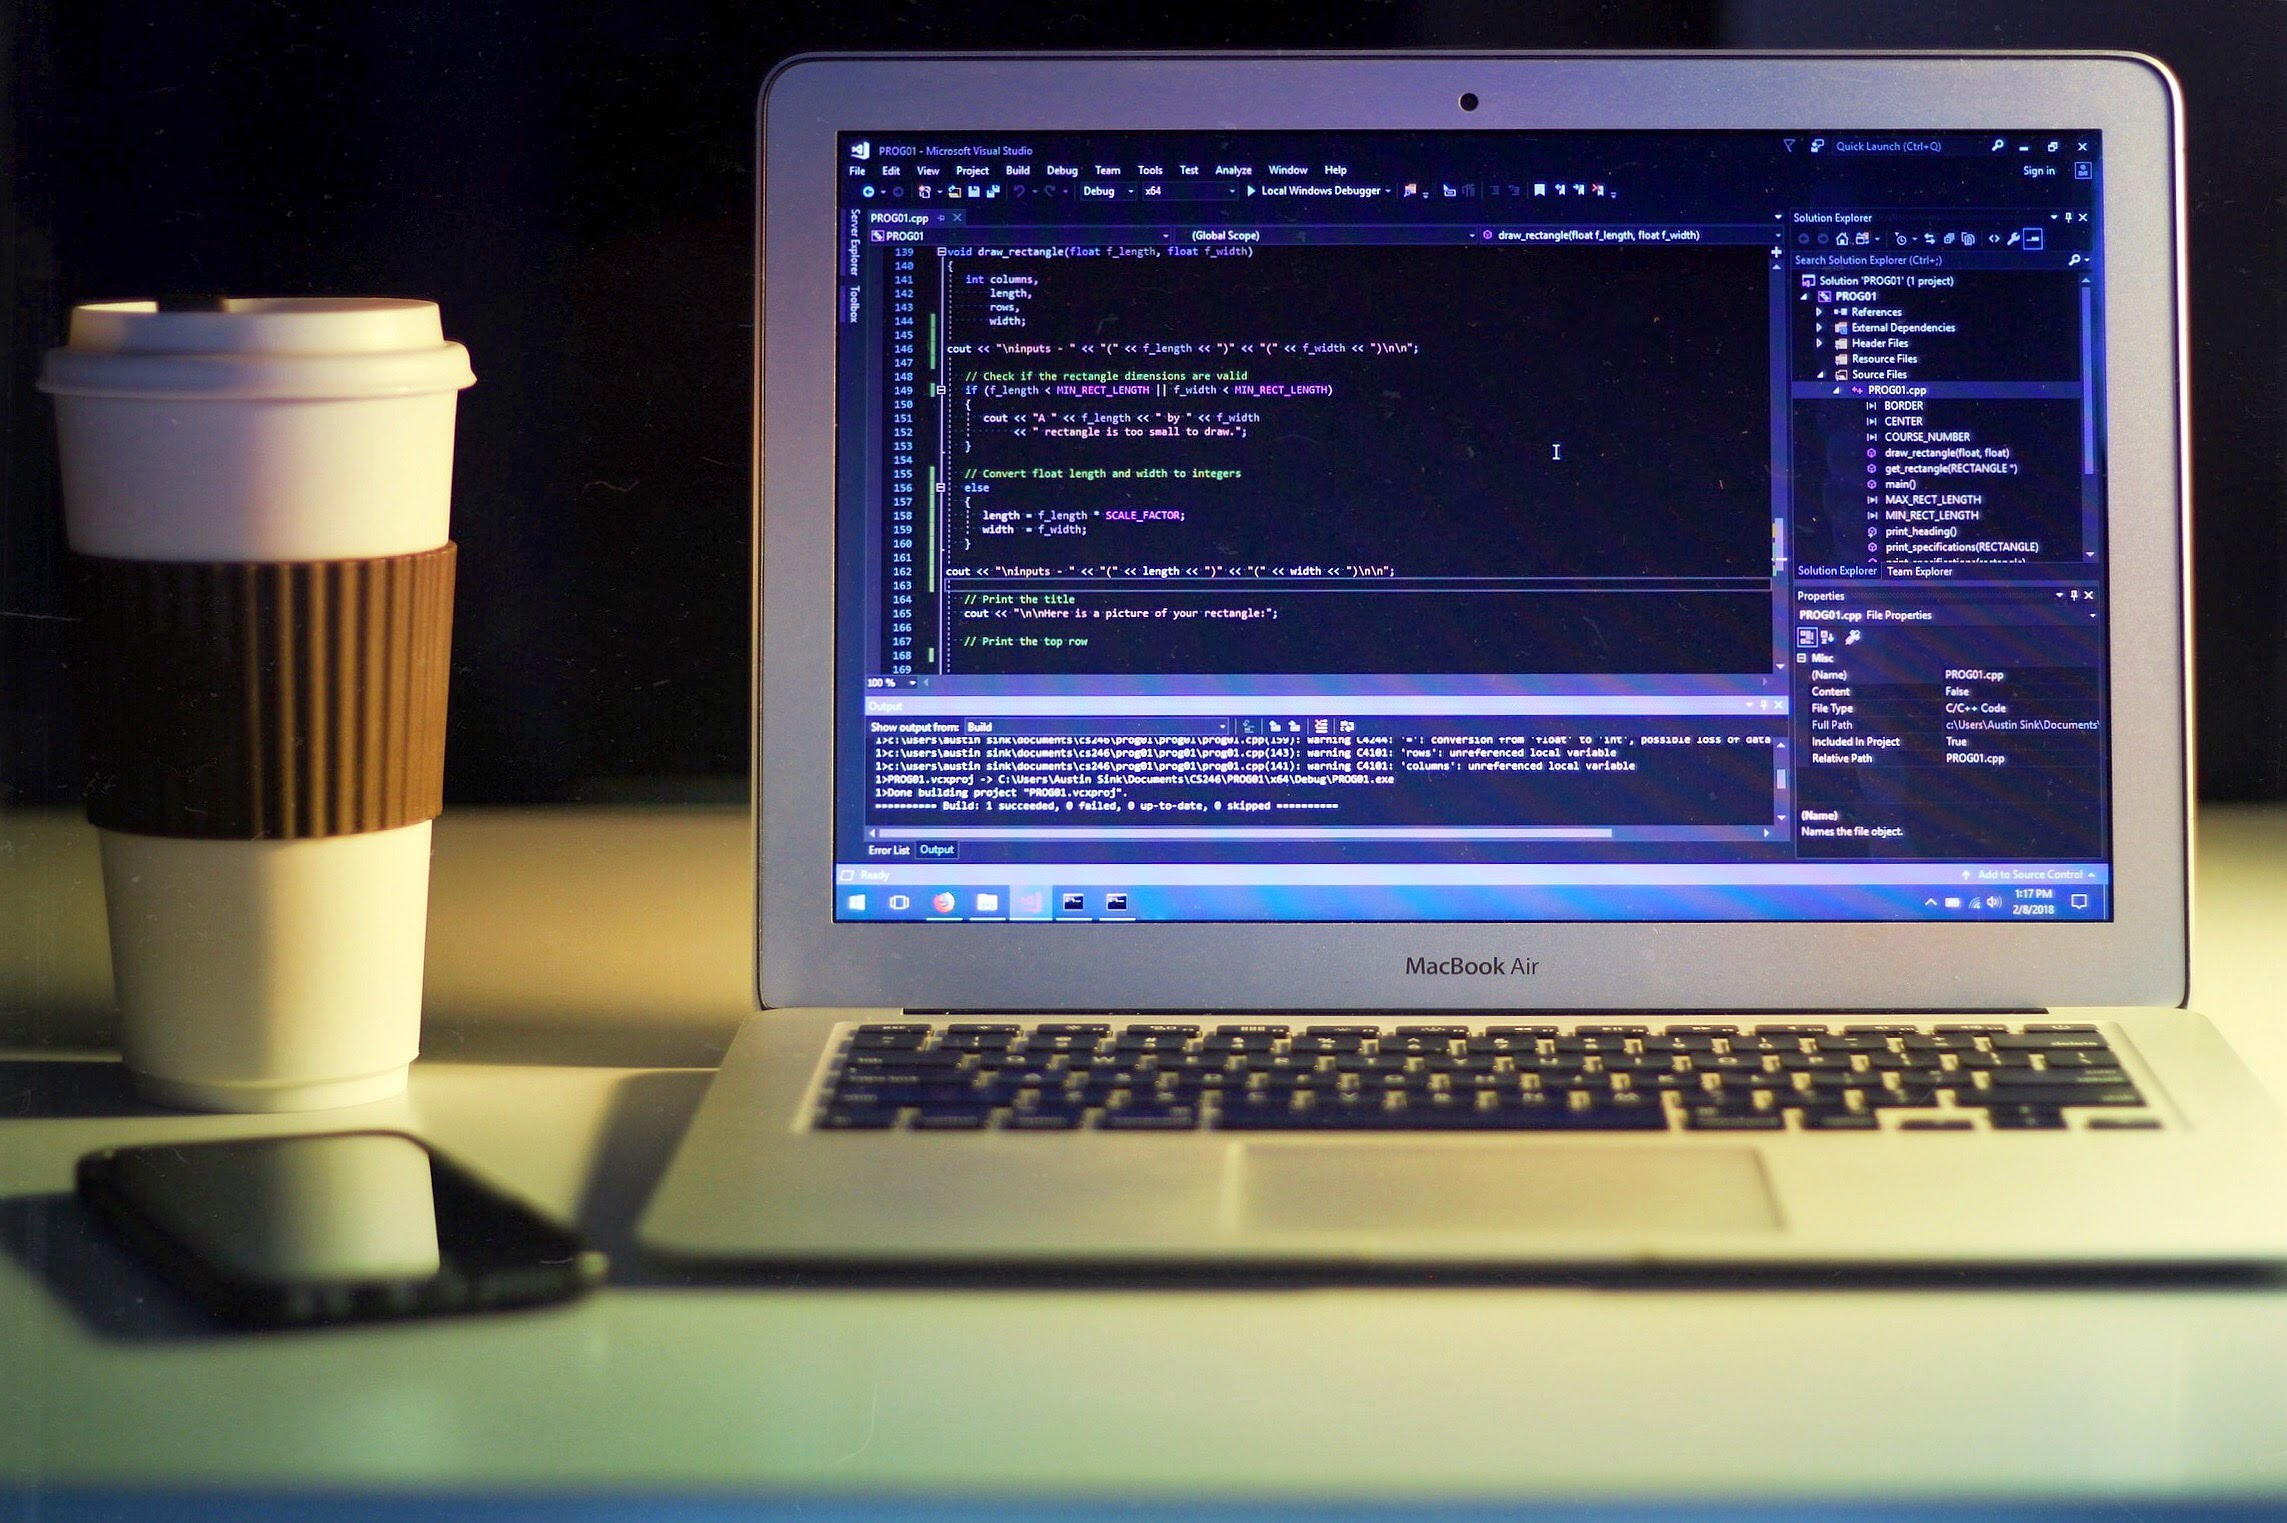 PROG01 - Microsoft Visual Studio
Quick Launch (Ctrl+Q)
File Edit View Project Build Debug Team Tools Test Analyze Window Help
Sign in
Debug x64 Local Windows Debugger
Server Explorer
Toolbox
PROG01.cpp
PROG01 (Global Scope) draw_rectangle(float f_length, float f_width)
139 void draw_rectangle(float f_length, float f_width)
140 {
141 int columns,
142 length,
143 rows,
144 width;
145
146 cout << "\ninputs - " << "(" << f_length << ")" << "(" << f_width << ")\n\n";
147
148 // Check if the rectangle dimensions are valid
149 if (f_length < MIN_RECT_LENGTH || f_width < MIN_RECT_LENGTH)
150 {
151 cout << "A " << f_length << " by " << f_width
152 << " rectangle is too small to draw.";
153 }
154
155 // Convert float length and width to integers
156 else
157 {
158 length = f_length * SCALE_FACTOR;
159 width = f_width;
160 }
161
162 cout << "\ninputs - " << "(" << length << ")" << "(" << width << ")\n\n";
163
164 // Print the title
165 cout << "\n\nHere is a picture of your rectangle:";
166
167 // Print the top row
168
169
100 %
Output
Show output from: Build
1>c:\users\austin sink\documents\cs246\prog01\prog01\prog01.cpp(159): warning C4244: '=': conversion from 'float' to 'int', possible loss of data
1>c:\users\austin sink\documents\cs246\prog01\prog01\prog01.cpp(143): warning C4101: 'rows': unreferenced local variable
1>c:\users\austin sink\documents\cs246\prog01\prog01\prog01.cpp(141): warning C4101: 'columns': unreferenced local variable
1>PROG01.vcxproj -> C:\Users\Austin Sink\Documents\CS246\PROG01\x64\Debug\PROG01.exe
1>Done building project "PROG01.vcxproj".
========== Build: 1 succeeded, 0 failed, 0 up-to-date, 0 skipped ==========
Error List Output
Solution Explorer
Search Solution Explorer (Ctrl+;)
Solution 'PROG01' (1 project)
PROG01
References
External Dependencies
Header Files
Resource Files
Source Files
PROG01.cpp
BORDER
CENTER
COURSE_NUMBER
draw_rectangle(float, float)
get_rectangle(RECTANGLE *)
main()
MAX_RECT_LENGTH
MIN_RECT_LENGTH
print_heading()
print_specifications(RECTANGLE)
Solution Explorer Team Explorer
Properties
PROG01.cpp File Properties
Misc
(Name) PROG01.cpp
Content False
File Type C/C++ Code
Full Path c:\Users\Austin Sink\Documents\
Included In Project True
Relative Path PROG01.cpp
(Name)
Names the file object.
Ready
Add to Source Control
1:17 PM
2/8/2018
MacBook Air